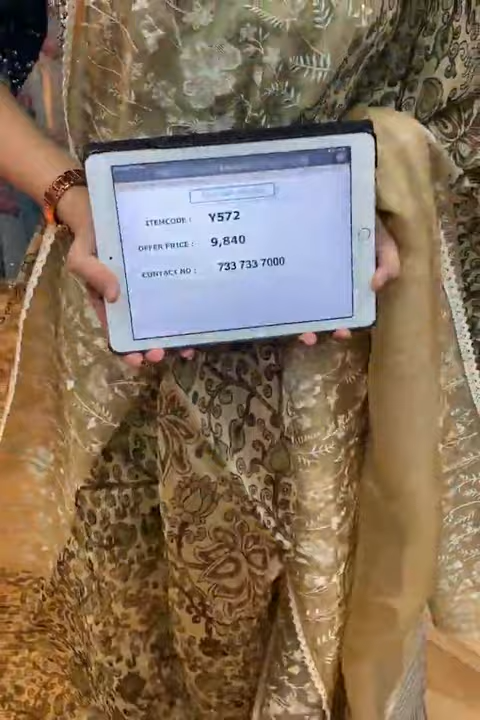 ITEMCODE : Y572
OFFER PRICE : 9,840
CONTACT NO : 733 733 7000